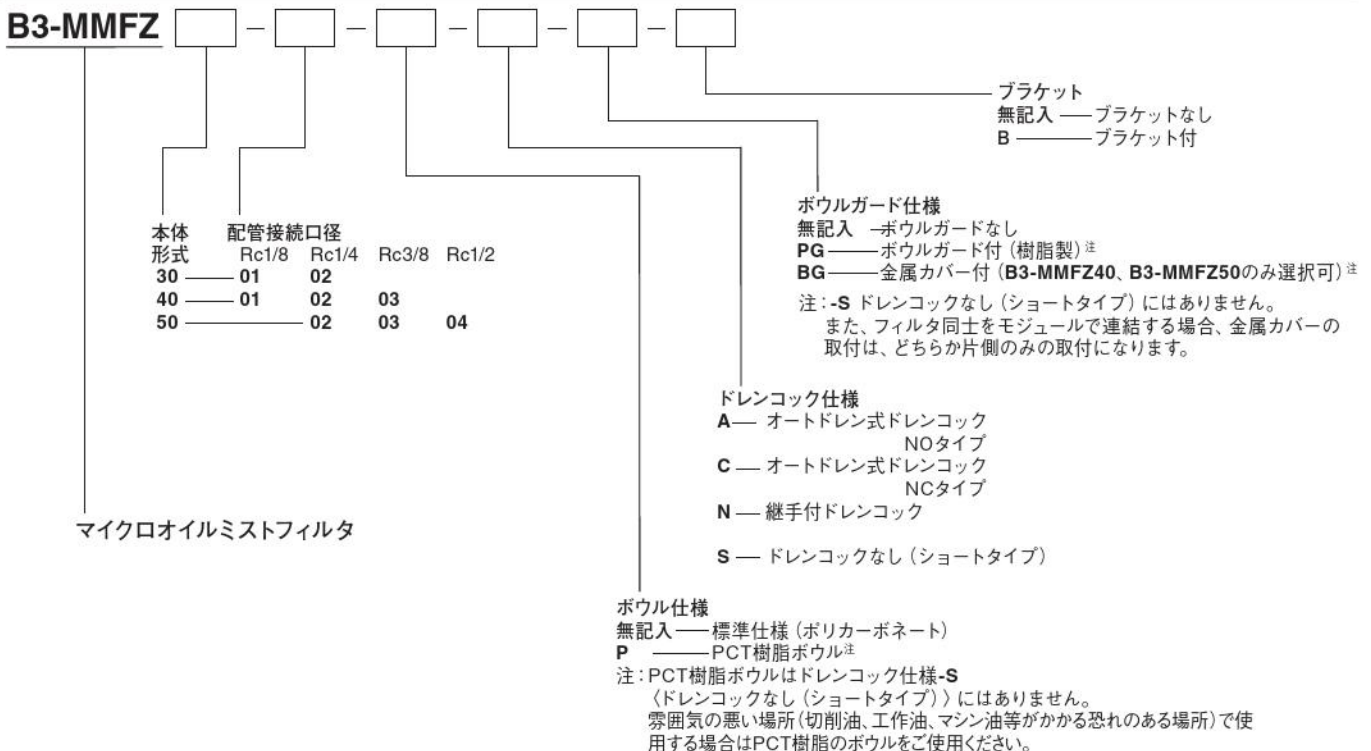 B3-MMFZ □ － □ － □ － □ － □ － □
ブラケット
無記入 ── ブラケットなし
B ──── ブラケット付
ボウルガード仕様
無記入 ─ボウルガードなし
PG── ボウルガード付（樹脂製）注
BG── 金属カバー付（B3-MMFZ40、B3-MMFZ50のみ選択可）注
注：-S ドレンコックなし（ショートタイプ）にはありません。
また、フィルタ同士をモジュールで連結する場合、金属カバーの
取付は、どちらか片側のみの取付になります。
本体 配管接続口径
形式 Rc1/8 Rc1/4 Rc3/8 Rc1/2
30 ── 01 02
40 ── 01 02 03
50 ──── 02 03 04
ドレンコック仕様
A── オートドレン式ドレンコック
NOタイプ
C── オートドレン式ドレンコック
NCタイプ
N── 継手付ドレンコック
S── ドレンコックなし（ショートタイプ）
マイクロオイルミストフィルタ
ボウル仕様
無記入── 標準仕様（ポリカーボネート）
P ─── PCT樹脂ボウル注
注：PCT樹脂ボウルはドレンコック仕様-S
〈ドレンコックなし（ショートタイプ）〉にはありません。
雰囲気の悪い場所（切削油、工作油、マシン油等がかかる恐れのある場所）で使
用する場合はPCT樹脂のボウルをご使用ください。